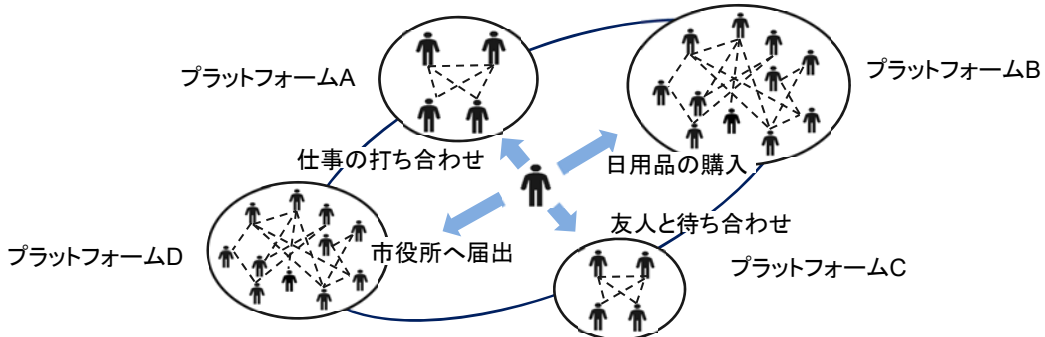 プラットフォームA
プラットフォームB
仕事の打ち合わせ
日用品の購入
友人と待ち合わせ
市役所へ届出
プラットフォームD
プラットフォームC